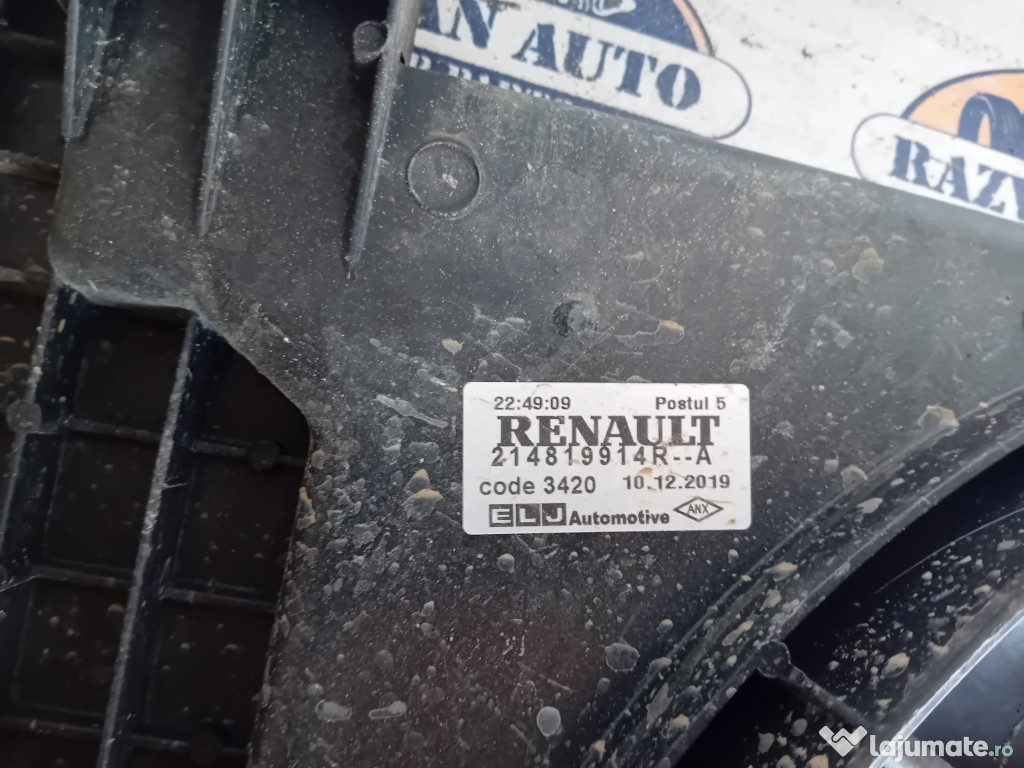 AN AUTO
RAZV
22:49:09 Postul 5
RENAULT
214819914R--A
code 3420 10.12.2019
ELJ Automotive ANX
lajumate.ro